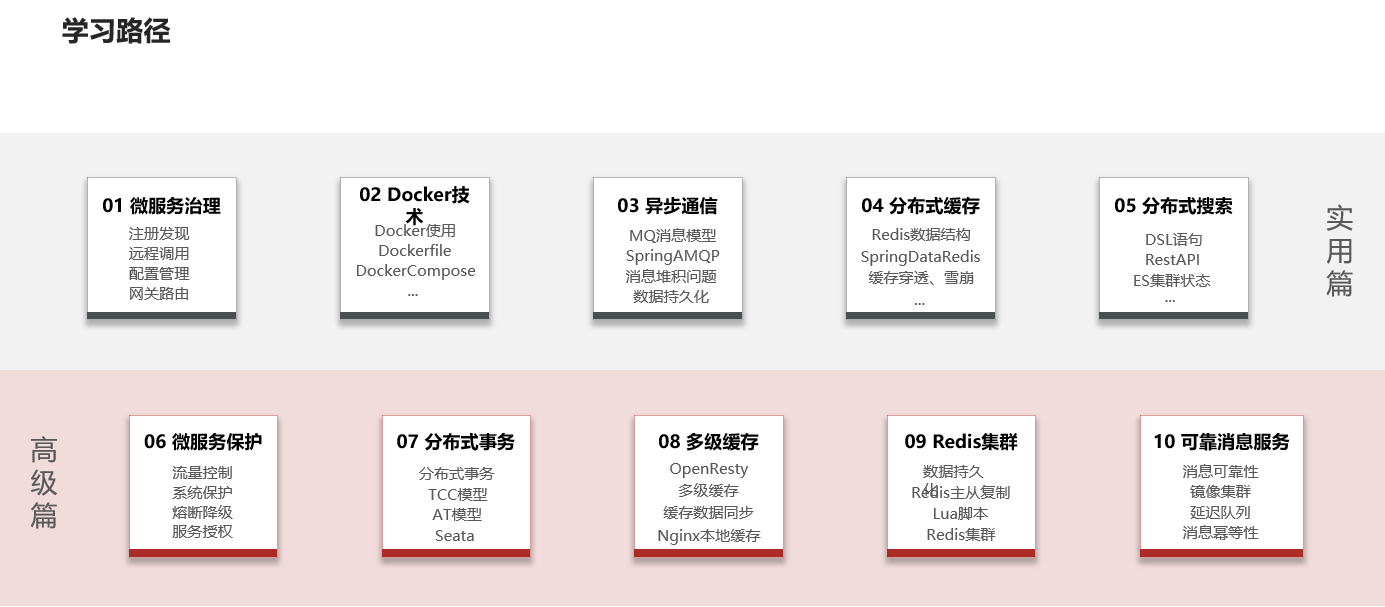 学习路径
01 微服务治理
注册发现
远程调用
配置管理
网关路由
02 Docker技
术
Docker使用
Dockerfile
DockerCompose
...
03 异步通信
MQ消息模型
SpringAMQP
消息堆积问题
数据持久化
04 分布式缓存
Redis数据结构
SpringDataRedis
缓存穿透、雪崩
...
05 分布式搜索
DSL语句
RestAPI
ES集群状态
...
实用篇
高级篇
06 微服务保护
流量控制
系统保护
熔断降级
服务授权
07 分布式事务
分布式事务
TCC模型
AT模型
Seata
08 多级缓存
OpenResty
多级缓存
缓存数据同步
Nginx本地缓存
09 Redis集群
数据持久
化
Redis主从复制
Lua脚本
Redis集群
10 可靠消息服务
消息可靠性
镜像集群
延迟队列
消息幂等性